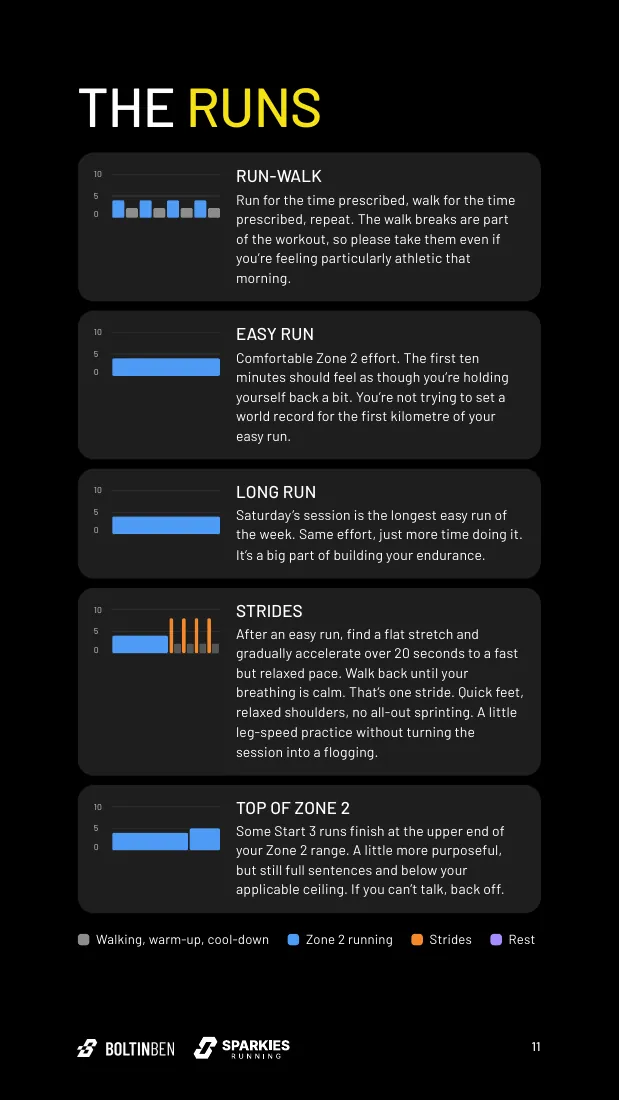 THE RUNS
10
5
0
RUN-WALK
Run for the time prescribed, walk for the time
prescribed, repeat. The walk breaks are part
of the workout, so please take them even if
you're feeling particularly athletic that
morning.
10
5
0
EASY RUN
Comfortable Zone 2 effort. The first ten
minutes should feel as though you're holding
yourself back a bit. You're not trying to set a
world record for the first kilometre of your
easy run.
10
5
0
LONG RUN
Saturday's session is the longest easy run of
the week. Same effort, just more time doing it.
It's a big part of building your endurance.
10
5
0
STRIDES
After an easy run, find a flat stretch and
gradually accelerate over 20 seconds to a fast
but relaxed pace. Walk back until your
breathing is calm. That's one stride. Quick feet,
relaxed shoulders, no all-out sprinting. A little
leg-speed practice without turning the
session into a flogging.
10
5
0
TOP OF ZONE 2
Some Start 3 runs finish at the upper end of
your Zone 2 range. A little more purposeful,
but still full sentences and below your
applicable ceiling. If you can't talk, back off.
Walking, warm-up, cool-down Zone 2 running Strides Rest
BOLTINBEN
SPARKIES
RUNNING
11